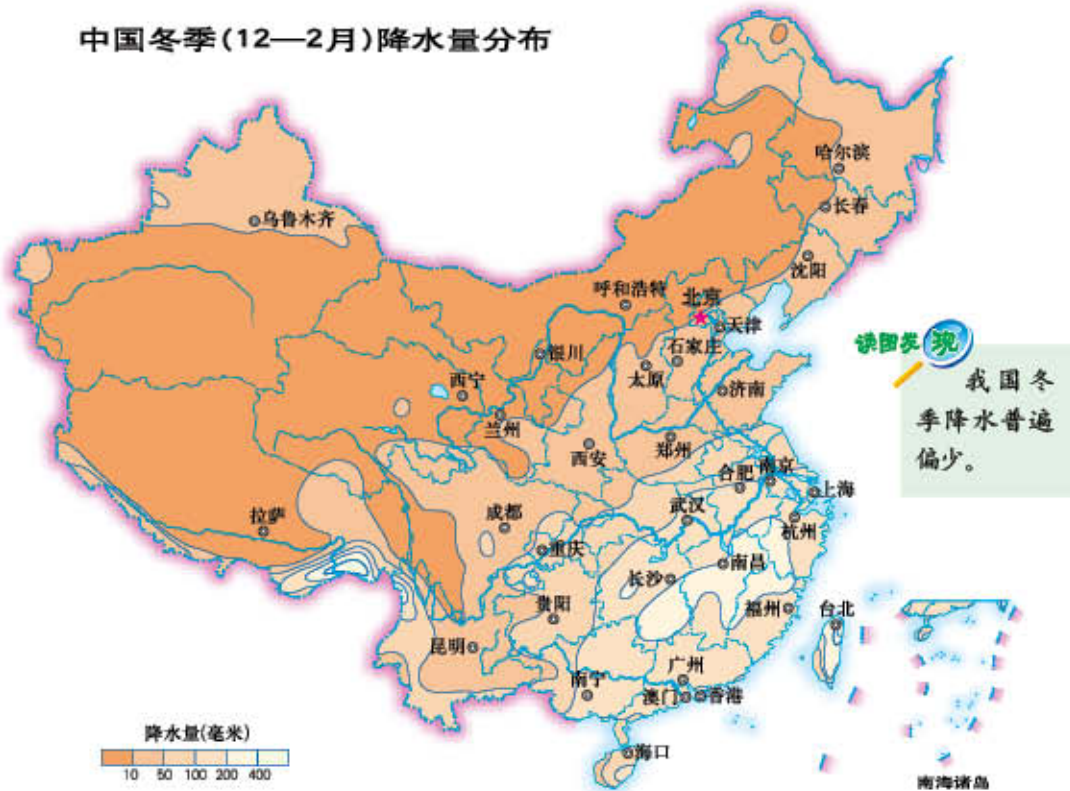 中国冬季(12—2月)降水量分布
哈尔滨
长春
乌鲁木齐
沈阳
呼和浩特
北京
天津
银川
石家庄
太原
西宁
济南
兰州
郑州
西安
合肥
南京
上海
武汉
成都
拉萨
杭州
重庆
南昌
长沙
贵阳
福州
台北
昆明
广州
南宁
澳门
香港
海口
读图发现
我国冬
季降水普遍
偏少。
降水量(毫米)
10 50 100 200 400
南海诸岛